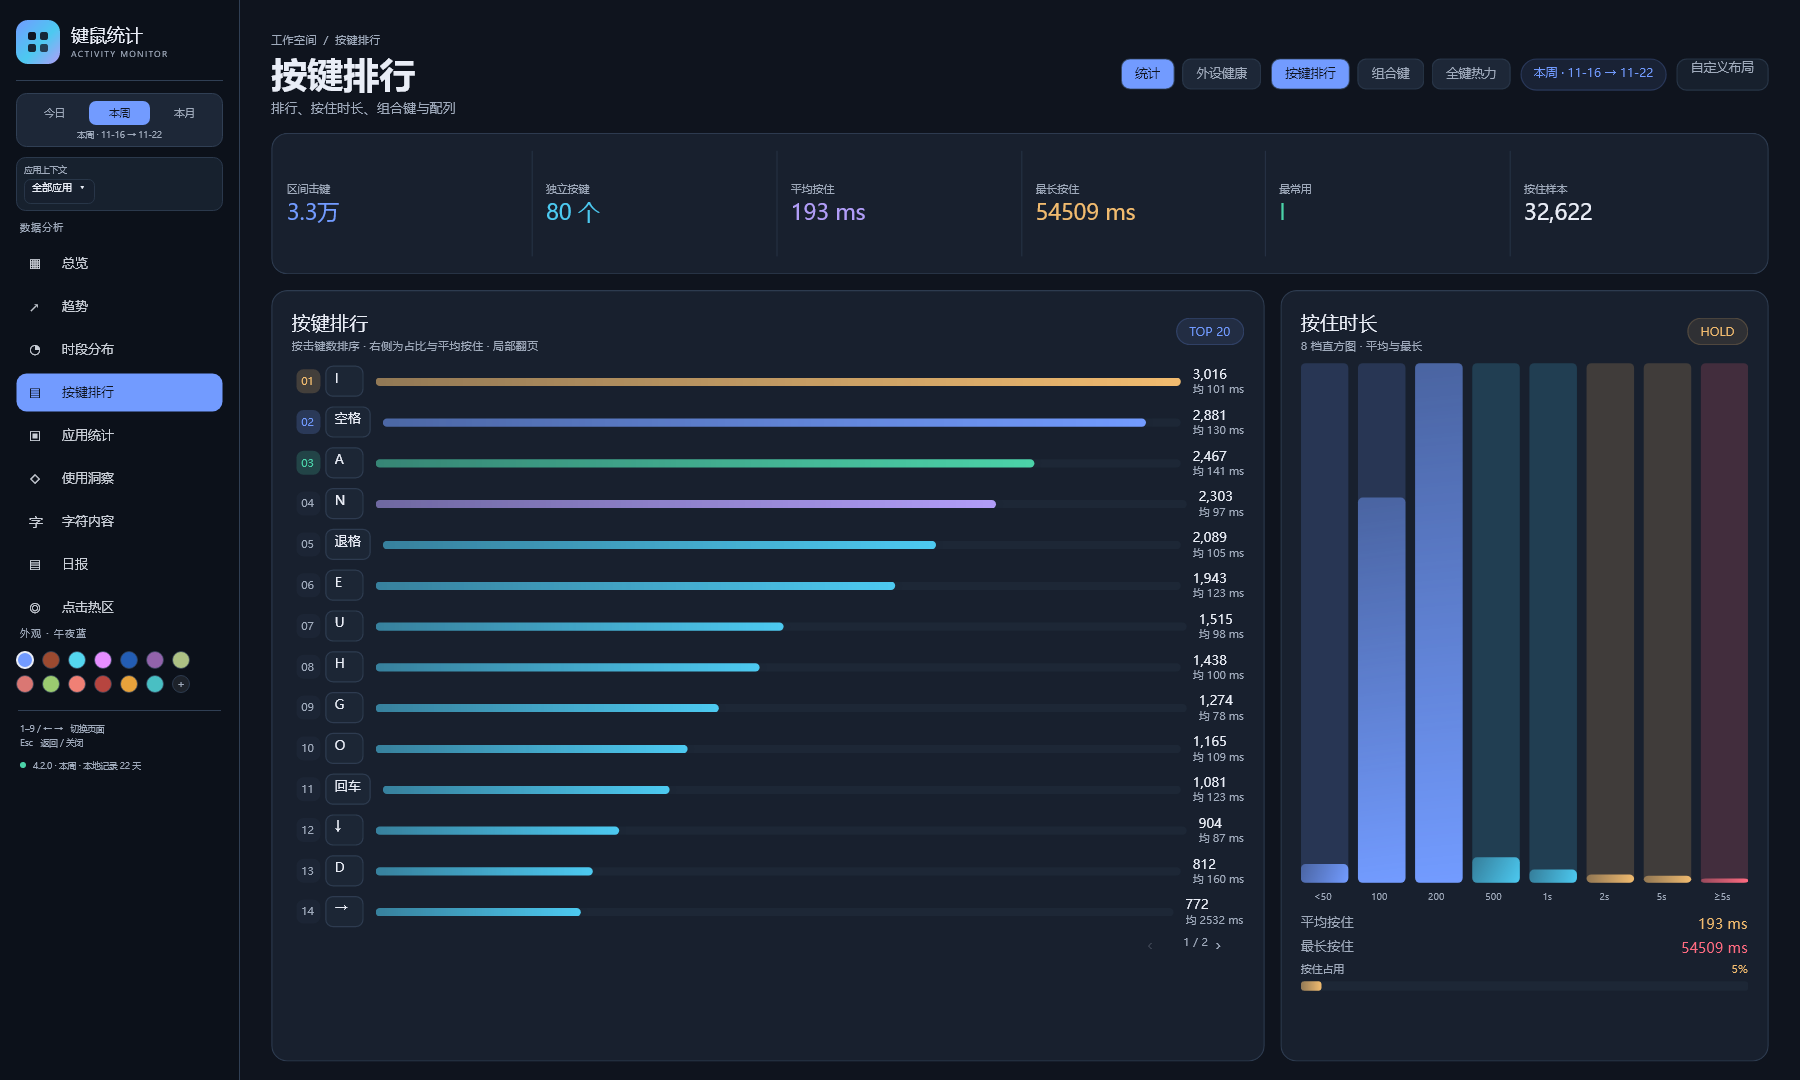 键鼠统计
ACTIVITY MONITOR
今日 本周 本月
本周 · 11-16 → 11-22
应用上下文
全部应用
数据分析
总览
趋势
时段分布
按键排行
应用统计
使用洞察
字 字符内容
日报
点击热区
外观 · 午夜蓝
+
1–9 / ← → 切换页面
Esc 返回 / 关闭
4.2.0 · 本周 · 本地记录 22 天
工作空间 / 按键排行
按键排行
排行、按住时长、组合键与配列
统计 外设健康 按键排行 组合键 全键热力 本周 · 11-16 → 11-22 自定义布局
区间击键
3.3万
独立按键
80 个
平均按住
193 ms
最长按住
54509 ms
最常用
I
按住样本
32,622
按键排行
按击键数排序 · 右侧为占比与平均按住 · 局部翻页
TOP 20
01 I 3,016
均 101 ms
02 空格 2,881
均 130 ms
03 A 2,467
均 141 ms
04 N 2,303
均 97 ms
05 退格 2,089
均 105 ms
06 E 1,943
均 123 ms
07 U 1,515
均 98 ms
08 H 1,438
均 100 ms
09 G 1,274
均 78 ms
10 O 1,165
均 109 ms
11 回车 1,081
均 123 ms
12 ↓ 904
均 87 ms
13 D 812
均 160 ms
14 → 772
均 2532 ms
‹ 1 / 2 ›
按住时长
8 档直方图 · 平均与最长
HOLD
<50 100 200 500 1s 2s 5s ≥5s
平均按住 193 ms
最长按住 54509 ms
按住占用 5%